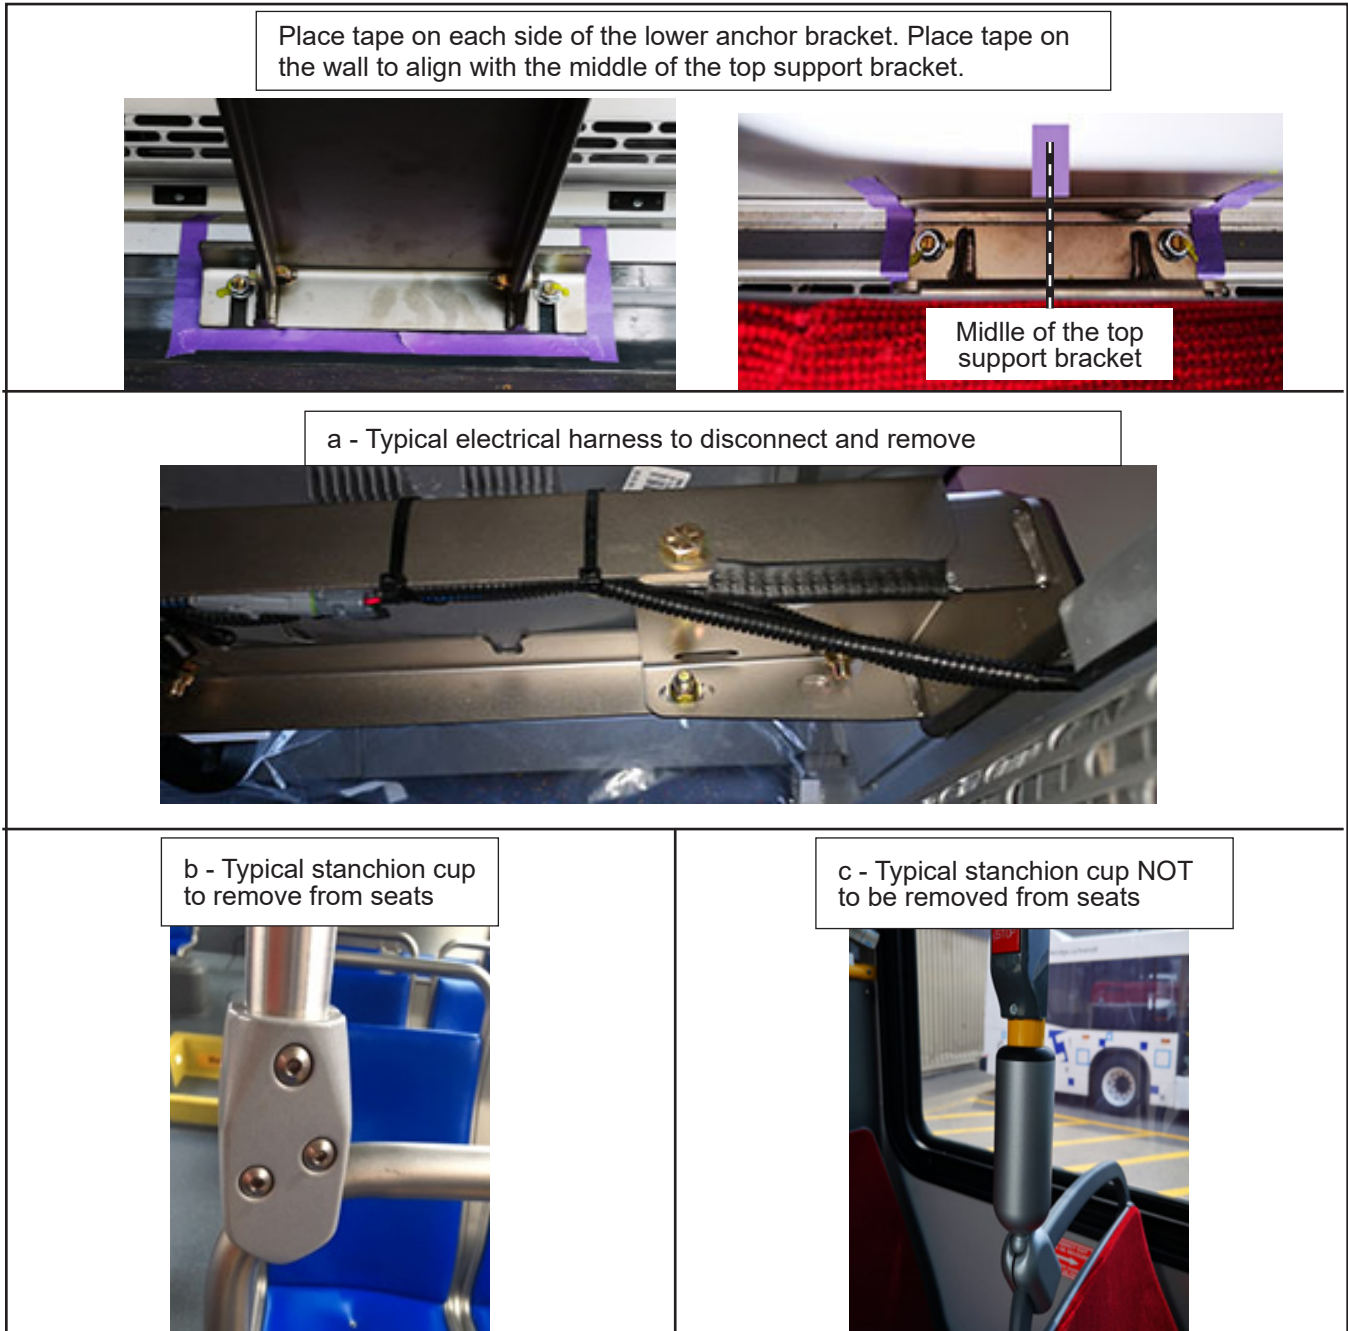 Place tape on each side of the lower anchor bracket. Place tape on
the wall to align with the middle of the top support bracket.
Midlle of the top
support bracket
a - Typical electrical harness to disconnect and remove
b - Typical stanchion cup
to remove from seats
c - Typical stanchion cup NOT
to be removed from seats
STOP